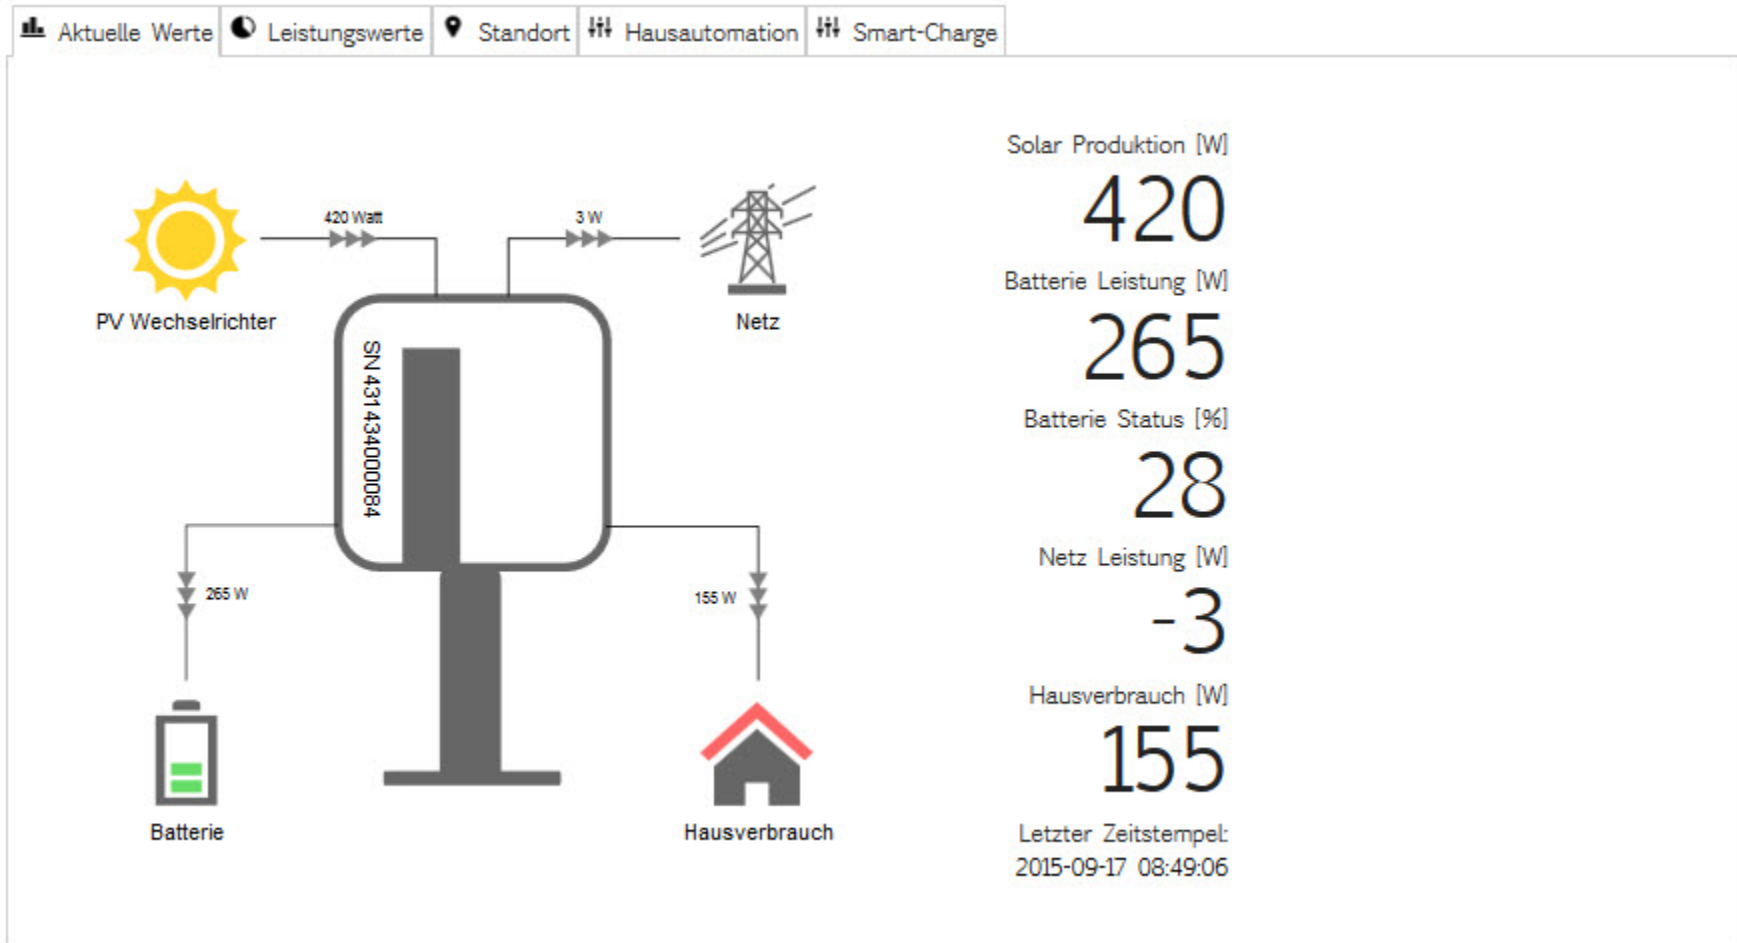 Aktuelle Werte
Leistungswerte
Standort
Hausautomation
Smart-Charge
420 Watt
3 W
PV Wechselrichter
Netz
SN 43143400084
265 W
155 W
Batterie
Hausverbrauch
Solar Produktion [W]
420
Batterie Leistung [W]
265
Batterie Status [%]
28
Netz Leistung [W]
-3
Hausverbrauch [W]
155
Letzter Zeitstempel:
2015-09-17 08:49:06